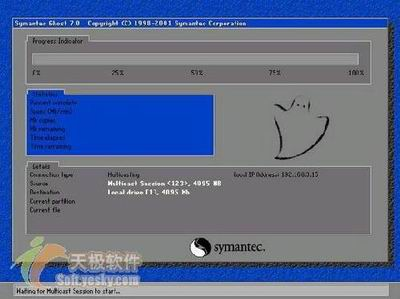 Symantec Ghost 7.0 Copyright (C) 1998-2001 Symantec Corporation
Progress Indicator
0% 25% 50% 75% 100%
Statistics
Percent complete
Speed (Mb/min)
Mb copied
Mb remaining
Time elapsed
Time remaining
Details
Connection type Multicasting local IP Address:
Source Multicast Session <123>, 4095 MB
Destination Local drive [1], 4095 Mb
Current partition
Current file
symantec.
天极软件
Soft.yesky.com
Waiting for Multicast Session to start...